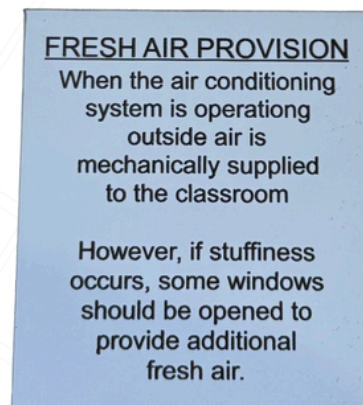 FRESH AIR PROVISION
When the air conditioning
system is operationg
outside air is
mechanically supplied
to the classroom
However, if stuffiness
occurs, some windows
should be opened to
provide additional
fresh air.